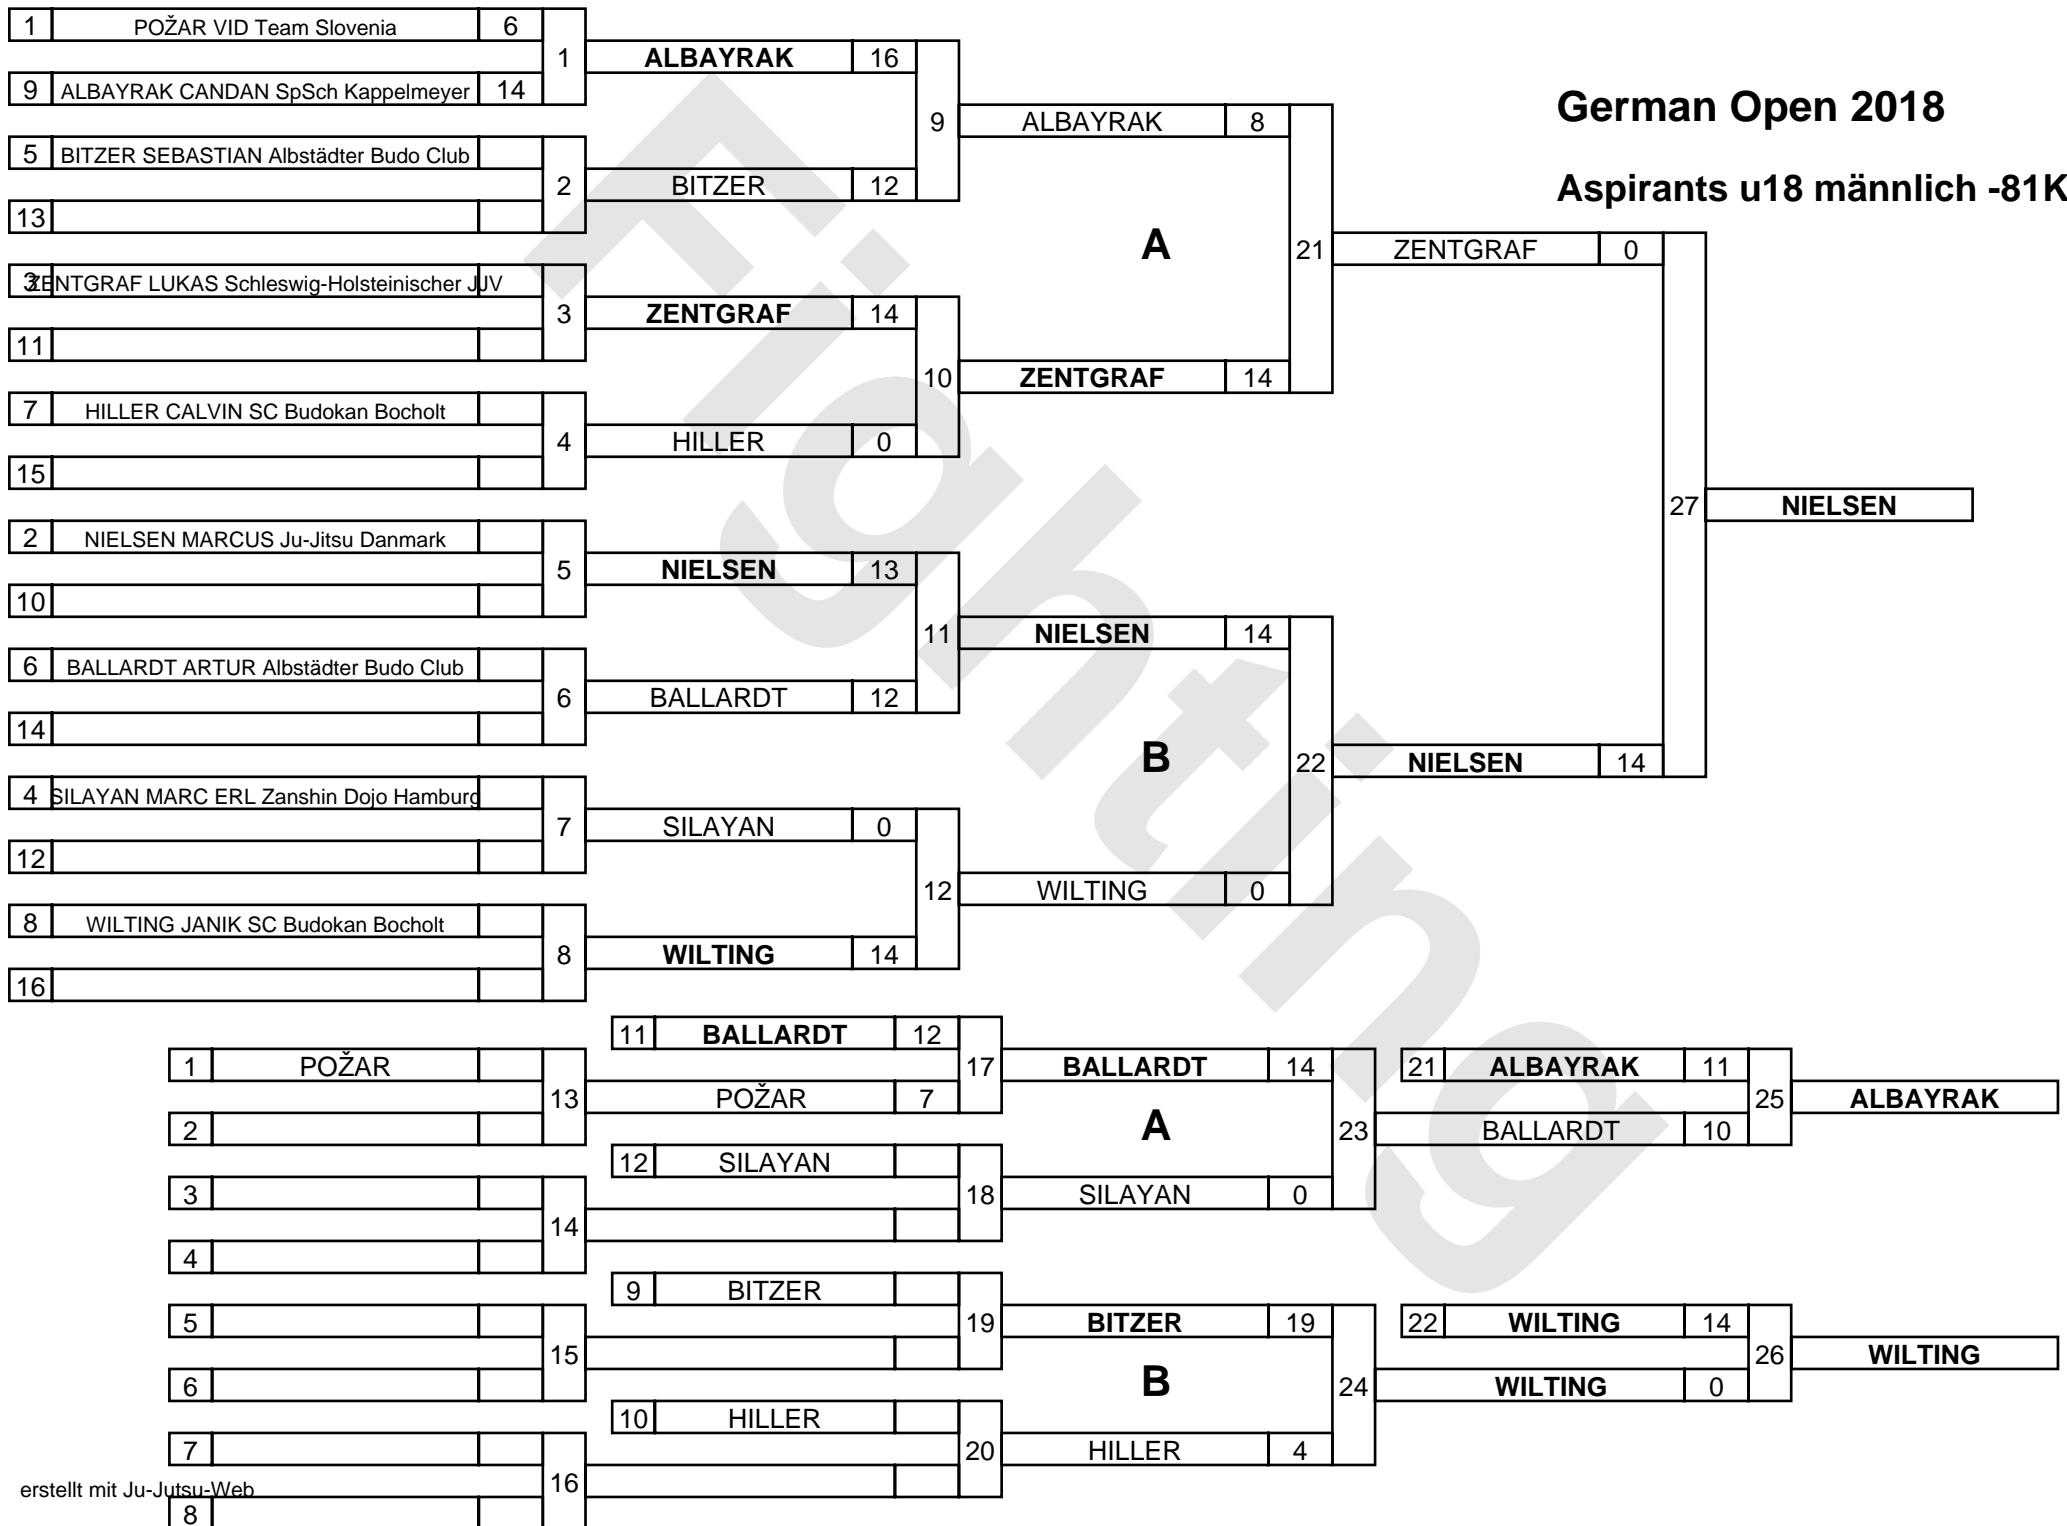 German Open 2018
Aspirants u18 männlich -81K
1 POŽAR VID Team Slovenia 6
9 ALBAYRAK CANDAN SpSch Kappelmeyer 14
1
5 BITZER SEBASTIAN Albstädter Budo Club
13
2
3 ZENTGRAF LUKAS Schleswig-Holsteinischer JJV
11
3
7 HILLER CALVIN SC Budokan Bocholt
15
4
2 NIELSEN MARCUS Ju-Jitsu Danmark
10
5
6 BALLARDT ARTUR Albstädter Budo Club
14
6
4 SILAYAN MARC ERL Zanshin Dojo Hamburg
12
7
8 WILTING JANIK SC Budokan Bocholt
16
8
ALBAYRAK 16
BITZER 12
9
ZENTGRAF 14
HILLER 0
10
NIELSEN 13
BALLARDT 12
11
SILAYAN 0
WILTING 14
12
ALBAYRAK 8
A
ZENTGRAF 14
21
NIELSEN 14
B
WILTING 0
22
ZENTGRAF 0
NIELSEN 14
27
NIELSEN
1 POŽAR
2
13
3
4
14
5
6
15
7
8
16
11 BALLARDT 12
POŽAR 7
17
12 SILAYAN
18
9 BITZER
19
10 HILLER
20
BALLARDT 14
A
SILAYAN 0
23
BITZER 19
B
HILLER 4
24
21 ALBAYRAK 11
BALLARDT 10
25
ALBAYRAK
22 WILTING 14
WILTING 0
26
WILTING
erstellt mit Ju-Jutsu-Web
Fighting